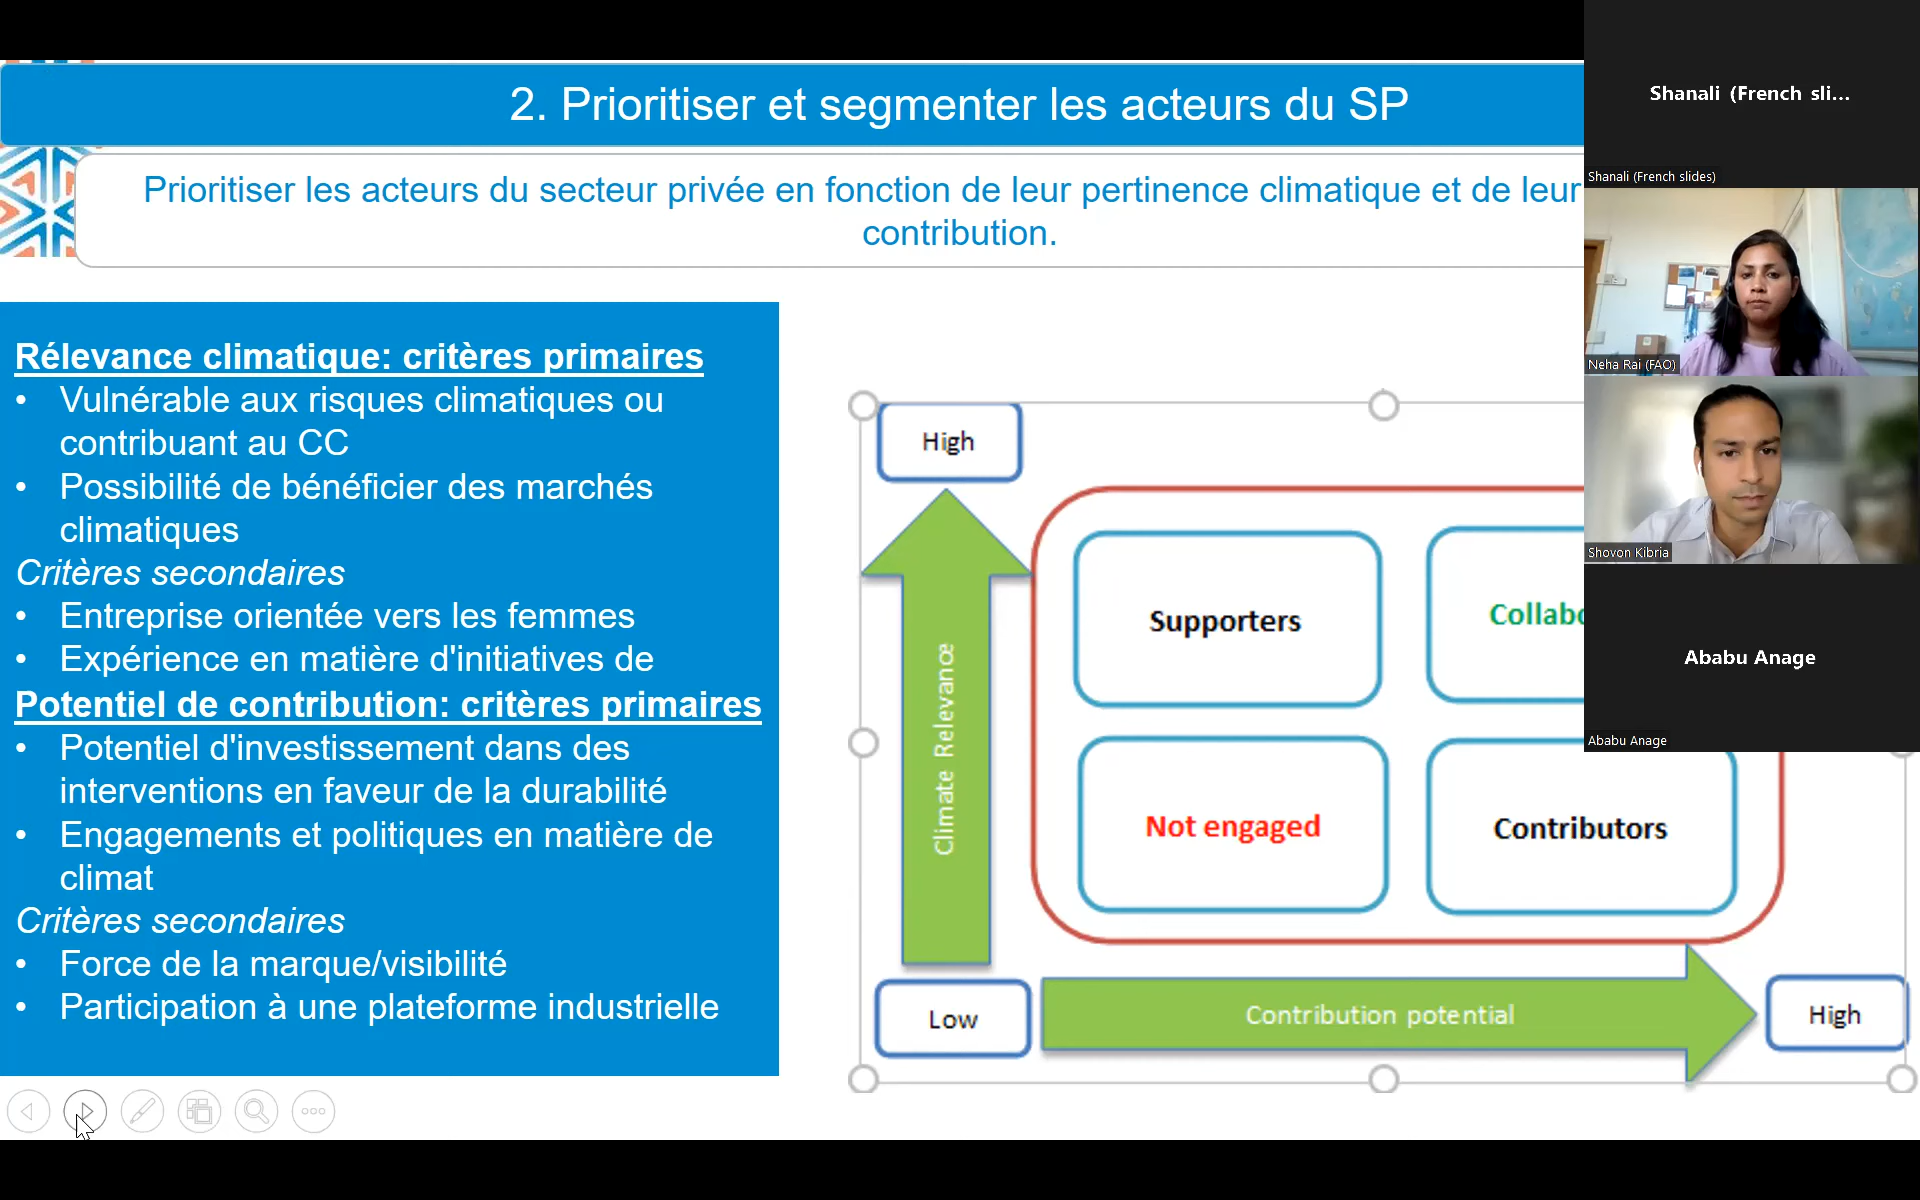 2. Prioritiser et segmenter les acteurs du SP
Prioritiser les acteurs du secteur privée en fonction de leur pertinence climatique et de leur
contribution.
Rélevance climatique: critères primaires
• Vulnérable aux risques climatiques ou
contribuant au CC
• Possibilité de bénéficier des marchés
climatiques
Critères secondaires
• Entreprise orientée vers les femmes
• Expérience en matière d'initiatives de
Potentiel de contribution: critères primaires
• Potentiel d'investissement dans des
interventions en faveur de la durabilité
• Engagements et politiques en matière de
climat
Critères secondaires
• Force de la marque/visibilité
• Participation à une plateforme industrielle
High
Climate Relevance
Low
Supporters
Collabo
Not engaged
Contributors
Contribution potential
High
Shanali (French sli...
Shanali (French slides)
Neha Rai (FAO)
Shovon Kibria
Ababu Anage
Ababu Anage